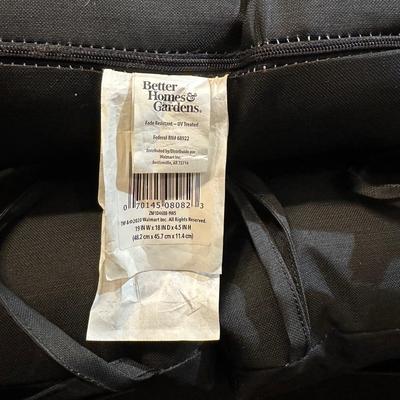 Better
Homes &
Gardens.
Fade Resistant – UV Treated
Federal RN# 68922
Distributed by/Distribuido por
Walmart Inc.
Bentonville, AR 72716
0 70145 08082 3
TM & ©2020 Walmart Inc. All Rights Reserved.
19 IN W x 18 IN D x 4.5 IN H
(48.2 cm x 45.7 cm x 11.4 cm)